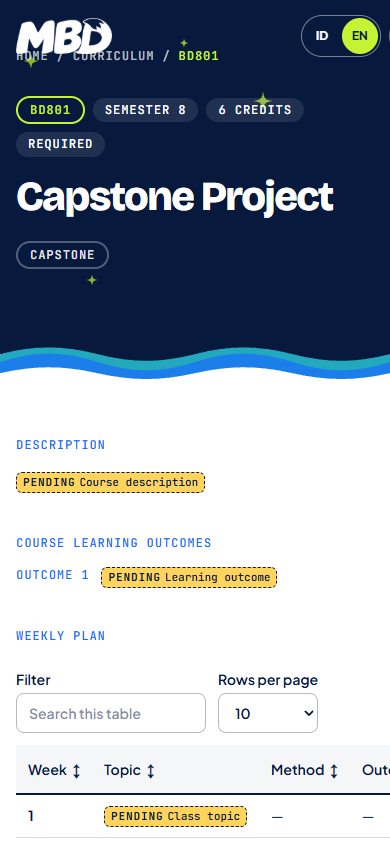 MBD
ID EN
HOME / CURRICULUM / BD801
BD801 SEMESTER 8 6 CREDITS
REQUIRED
Capstone Project
CAPSTONE
DESCRIPTION
PENDING Course description
COURSE LEARNING OUTCOMES
OUTCOME 1 PENDING Learning outcome
WEEKLY PLAN
Filter Rows per page
Search this table 10
Week ↕ Topic ↕ Method ↕
1 PENDING Class topic — —